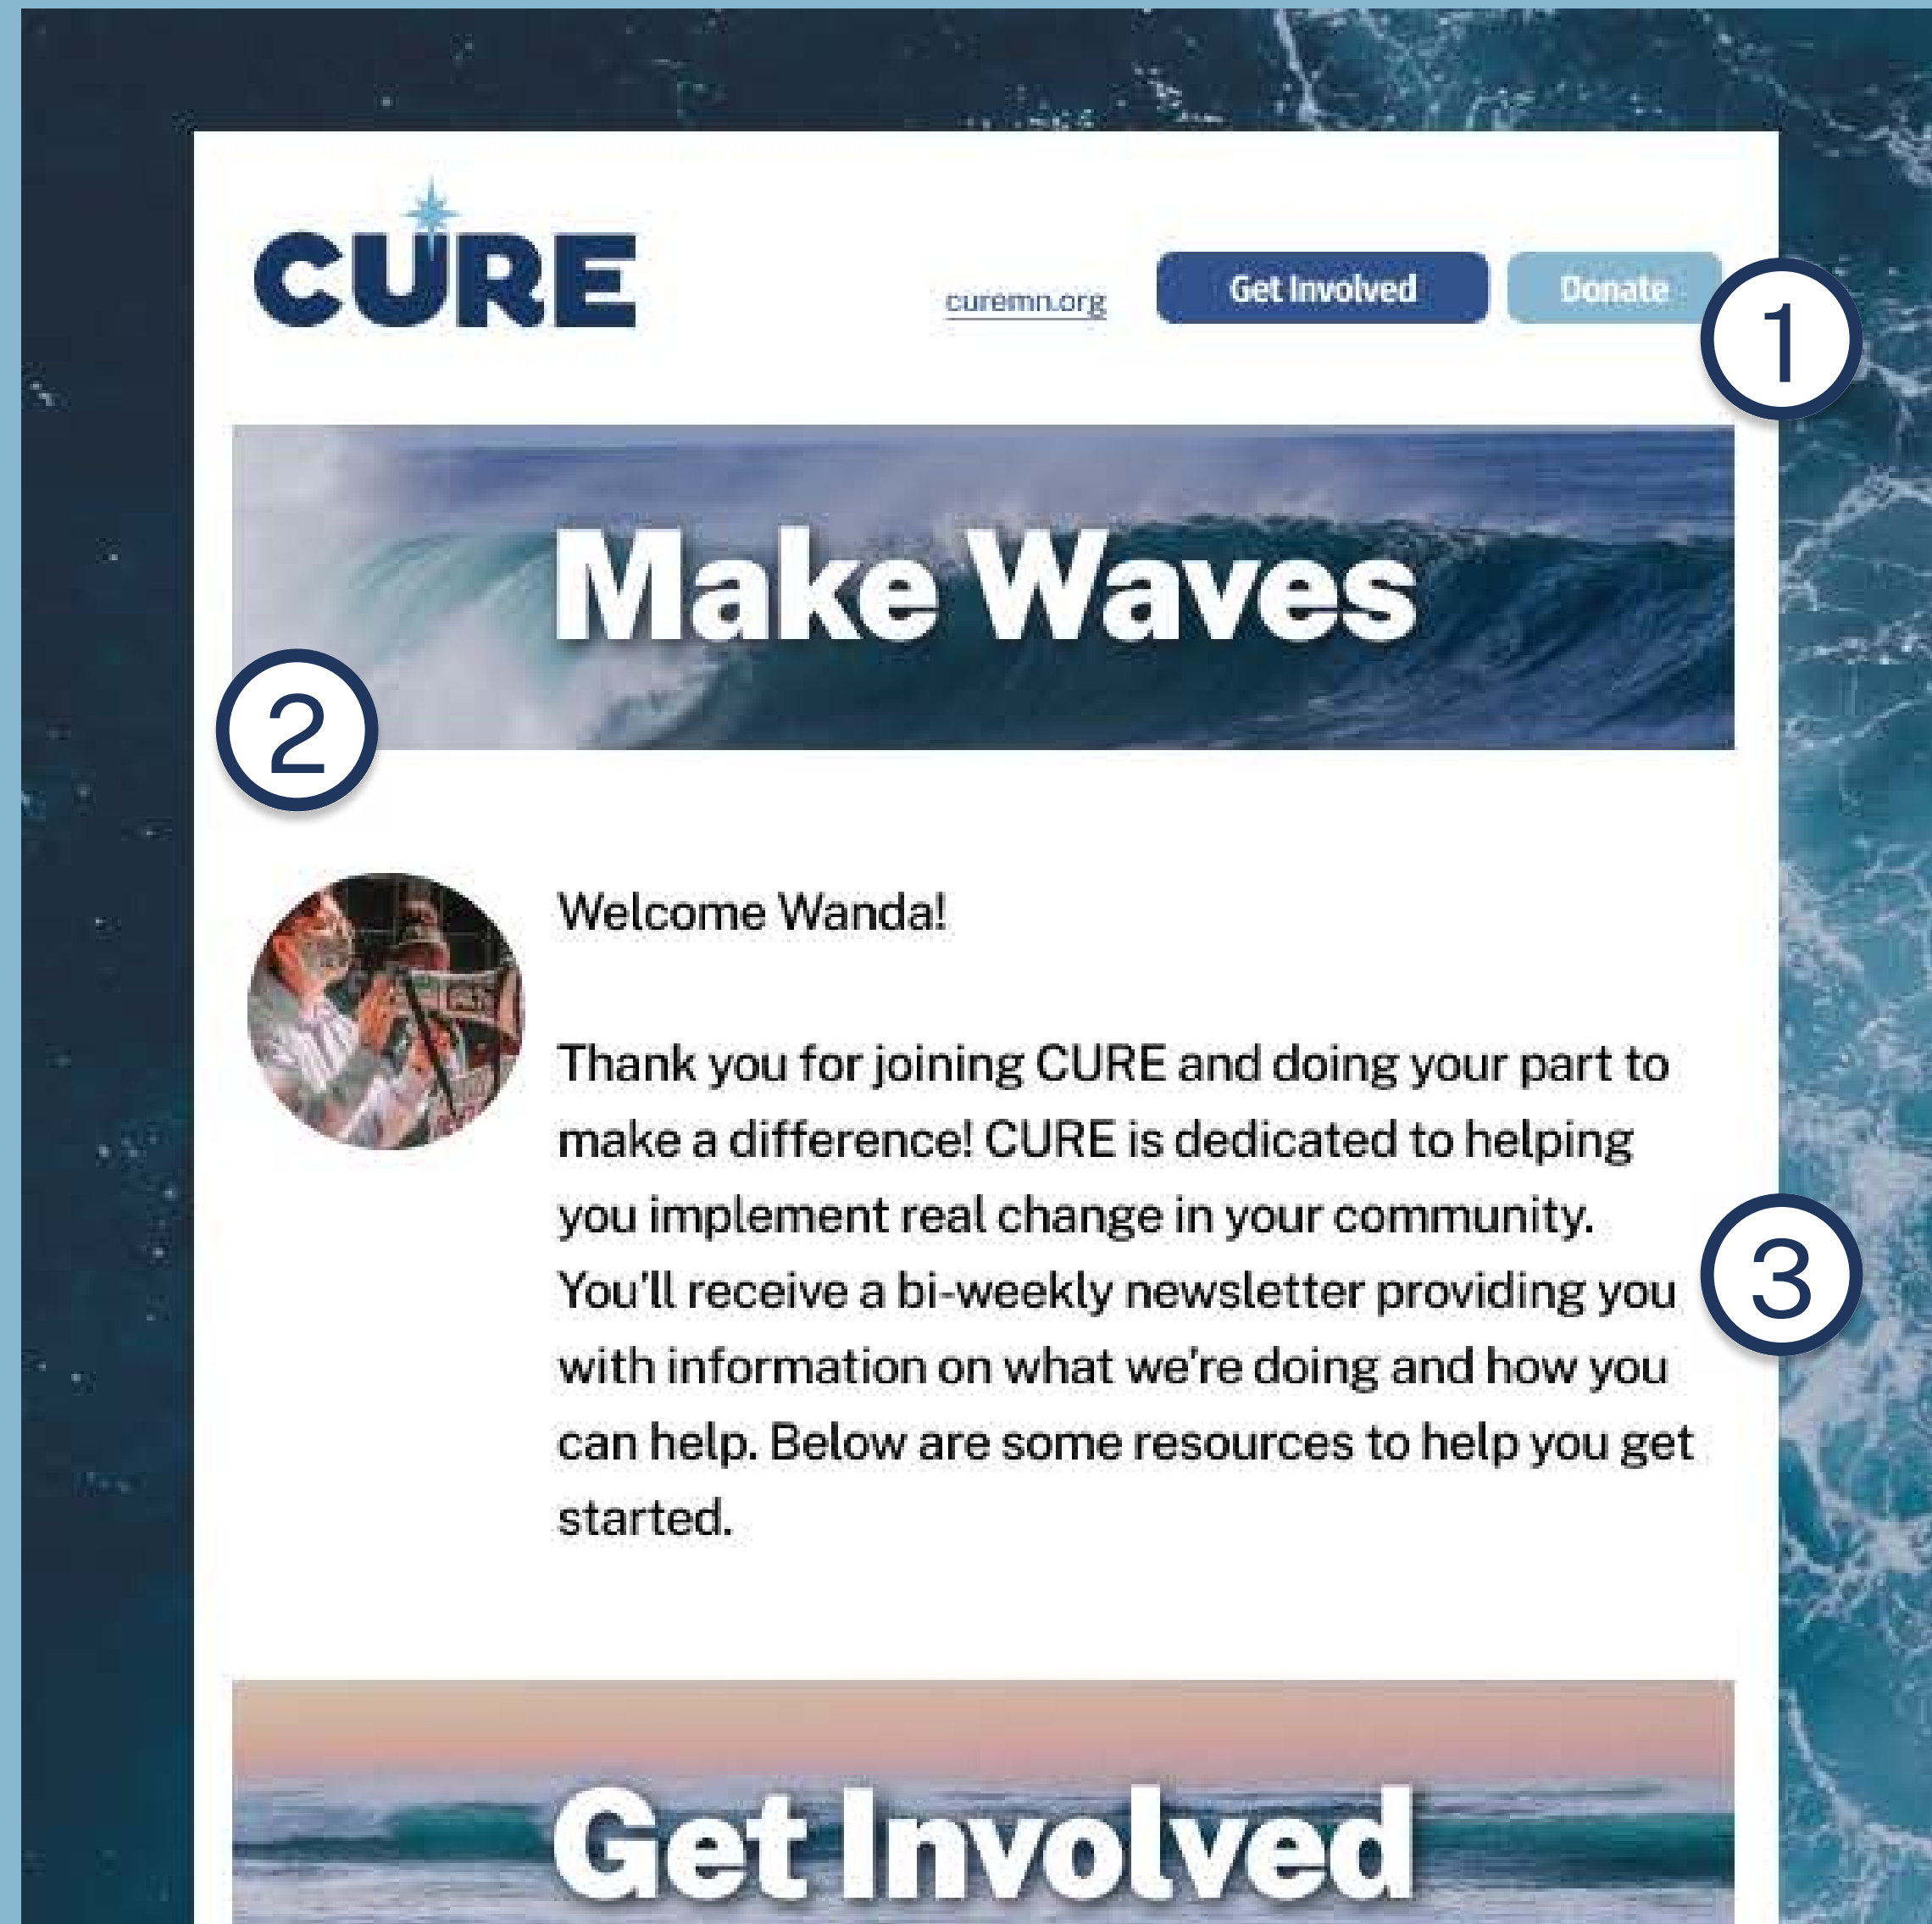 CURE
curemn.org
Get Involved
Donate
1
Make Waves
2
Welcome Wanda!
Thank you for joining CURE and doing your part to
make a difference! CURE is dedicated to helping
you implement real change in your community.
You'll receive a bi-weekly newsletter providing you
3
with information on what we're doing and how you
can help. Below are some resources to help you get
started.
Get Involved